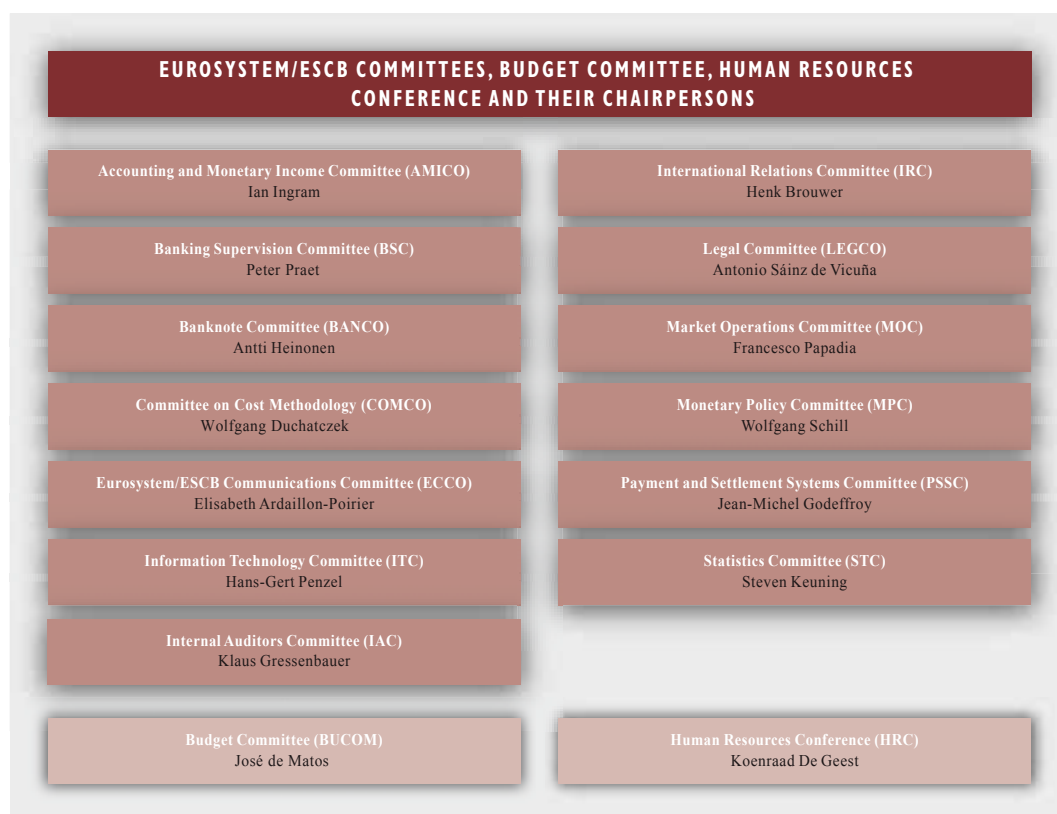 EUROSYSTEM/ESCB COMMITTEES, BUDGET COMMITTEE, HUMAN RESOURCES
CONFERENCE AND THEIR CHAIRPERSONS
Accounting and Monetary Income Committee (AMICO)
Ian Ingram
Banking Supervision Committee (BSC)
Peter Praet
Banknote Committee (BANCO)
Antti Heinonen
Committee on Cost Methodology (COMCO)
Wolfgang Duchatczek
Eurosystem/ESCB Communications Committee (ECCO)
Elisabeth Ardaillon-Poirier
Information Technology Committee (ITC)
Hans-Gert Penzel
Internal Auditors Committee (IAC)
Klaus Gressenbauer
International Relations Committee (IRC)
Henk Brouwer
Legal Committee (LEGCO)
Antonio Sáinz de Vicuña
Market Operations Committee (MOC)
Francesco Papadia
Monetary Policy Committee (MPC)
Wolfgang Schill
Payment and Settlement Systems Committee (PSSC)
Jean-Michel Godeffroy
Statistics Committee (STC)
Steven Keuning
Budget Committee (BUCOM)
José de Matos
Human Resources Conference (HRC)
Koenraad De Geest